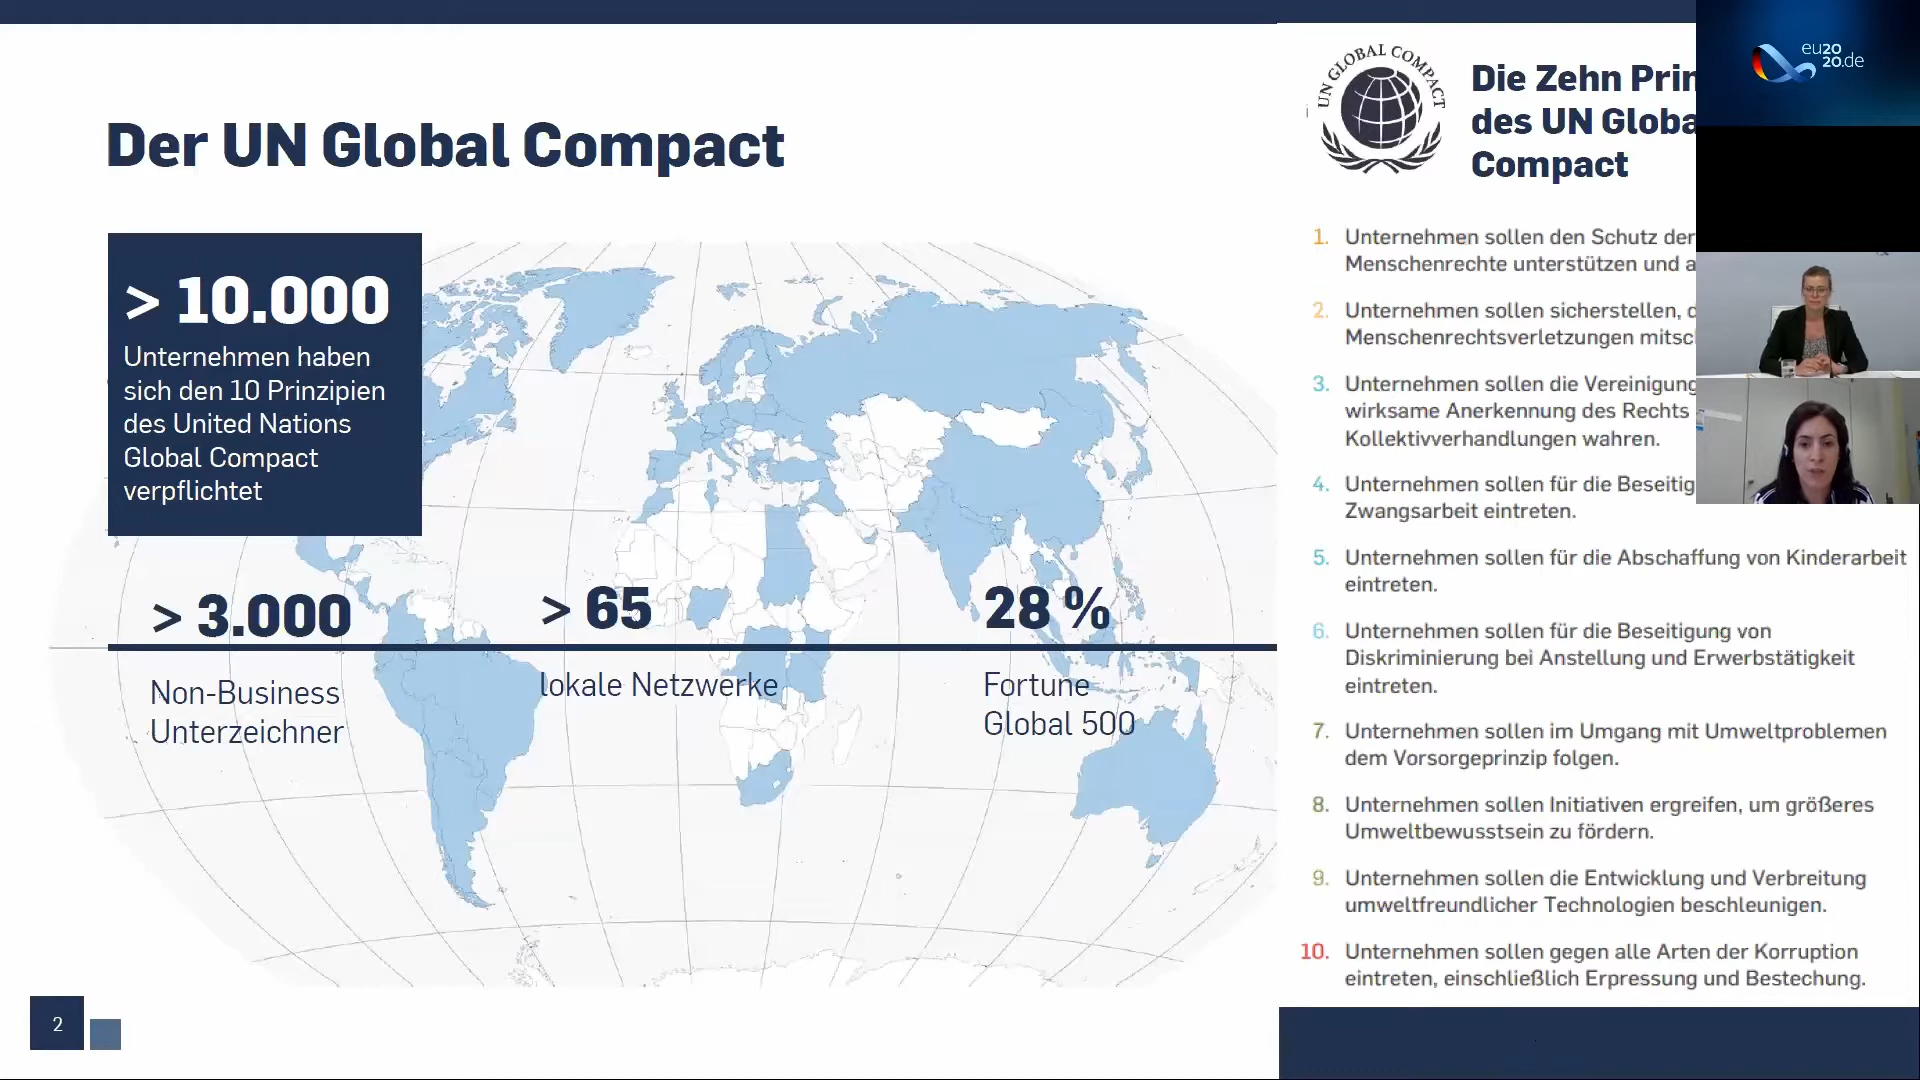 Der UN Global Compact
> 10.000
Unternehmen haben
sich den 10 Prinzipien
des United Nations
Global Compact
verpflichtet
> 3.000
Non-Business
Unterzeichner
> 65
lokale Netzwerke
28 %
Fortune
Global 500
2
UN GLOBAL COMPACT
Die Zehn
des UN
Compact
1. Unternehmen sollen den Schutz der
Menschenrechte unterstützen und
2. Unternehmen sollen sicherstellen,
Menschenrechtsverletzungen
3. Unternehmen sollen die
wirksame Anerkennung des Rechts
Kollektivverhandlungen wahren.
4. Unternehmen sollen für die
Zwangsarbeit eintreten.
5. Unternehmen sollen für die Abschaffung von Kinderarbeit
eintreten.
6. Unternehmen sollen für die Beseitigung von
Diskriminierung bei Anstellung und Erwerbstätigkeit
eintreten.
7. Unternehmen sollen im Umgang mit Umweltproblemen
dem Vorsorgeprinzip folgen.
8. Unternehmen sollen Initiativen ergreifen, um größeres
Umweltbewusstsein zu fördern.
9. Unternehmen sollen die Entwicklung und Verbreitung
umweltfreundlicher Technologien beschleunigen.
10. Unternehmen sollen gegen alle Arten der Korruption
eintreten, einschließlich Erpressung und Bestechung.
eu20
20.de